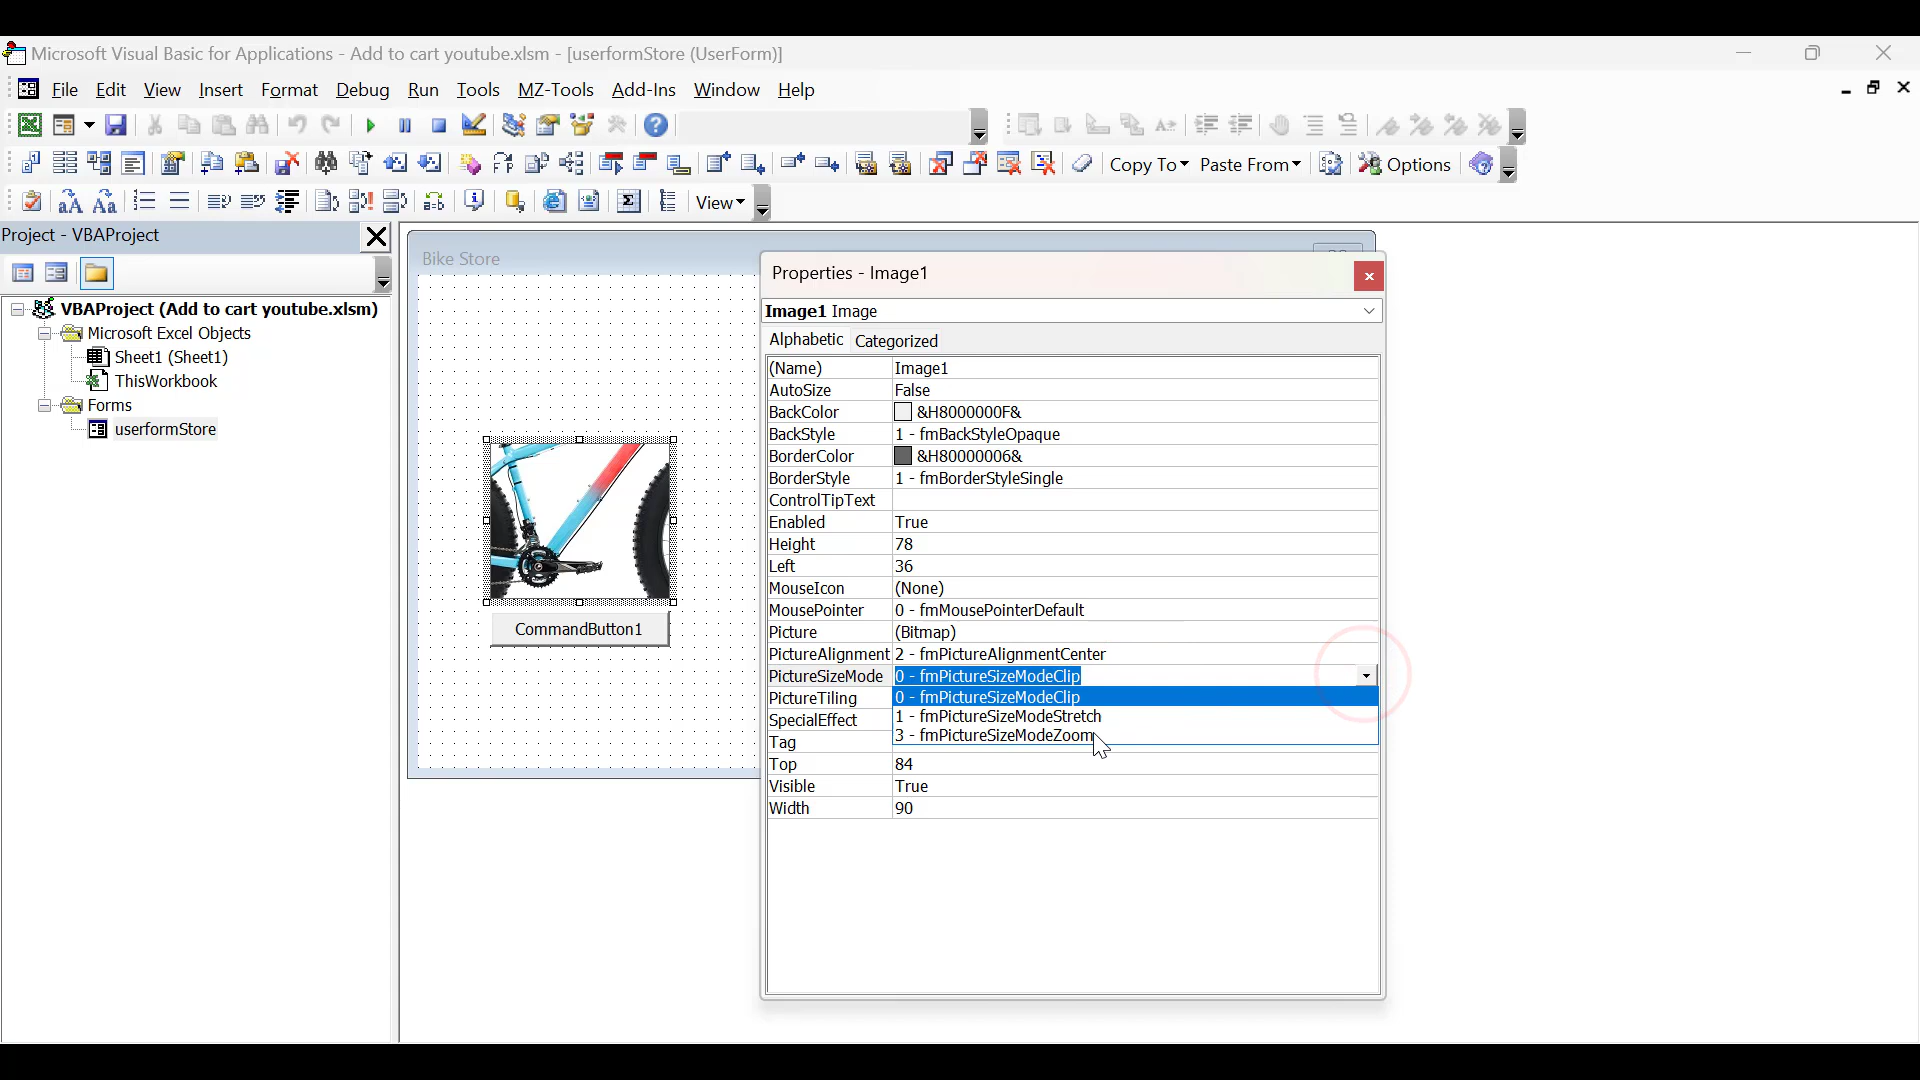 Microsoft Visual Basic for Applications - Add to cart youtube.xlsm - [userformStore (UserForm)]
File Edit View Insert Format Debug Run Tools MZ-Tools Add-Ins Window Help
Copy To Paste From Options
View
Project - VBAProject
VBAProject (Add to cart youtube.xlsm)
Microsoft Excel Objects
Sheet1 (Sheet1)
ThisWorkbook
Forms
userformStore
Bike Store
CommandButton1
Properties - Image1
Image1 Image
Alphabetic Categorized
(Name) Image1
AutoSize False
BackColor &H8000000F&
BackStyle 1 - fmBackStyleOpaque
BorderColor &H80000006&
BorderStyle 1 - fmBorderStyleSingle
ControlTipText
Enabled True
Height 78
Left 36
MouseIcon (None)
MousePointer 0 - fmMousePointerDefault
Picture (Bitmap)
PictureAlignment 2 - fmPictureAlignmentCenter
PictureSizeMode 0 - fmPictureSizeModeClip
PictureTiling 0 - fmPictureSizeModeClip
SpecialEffect 1 - fmPictureSizeModeStretch
Tag 3 - fmPictureSizeModeZoom
Top 84
Visible True
Width 90